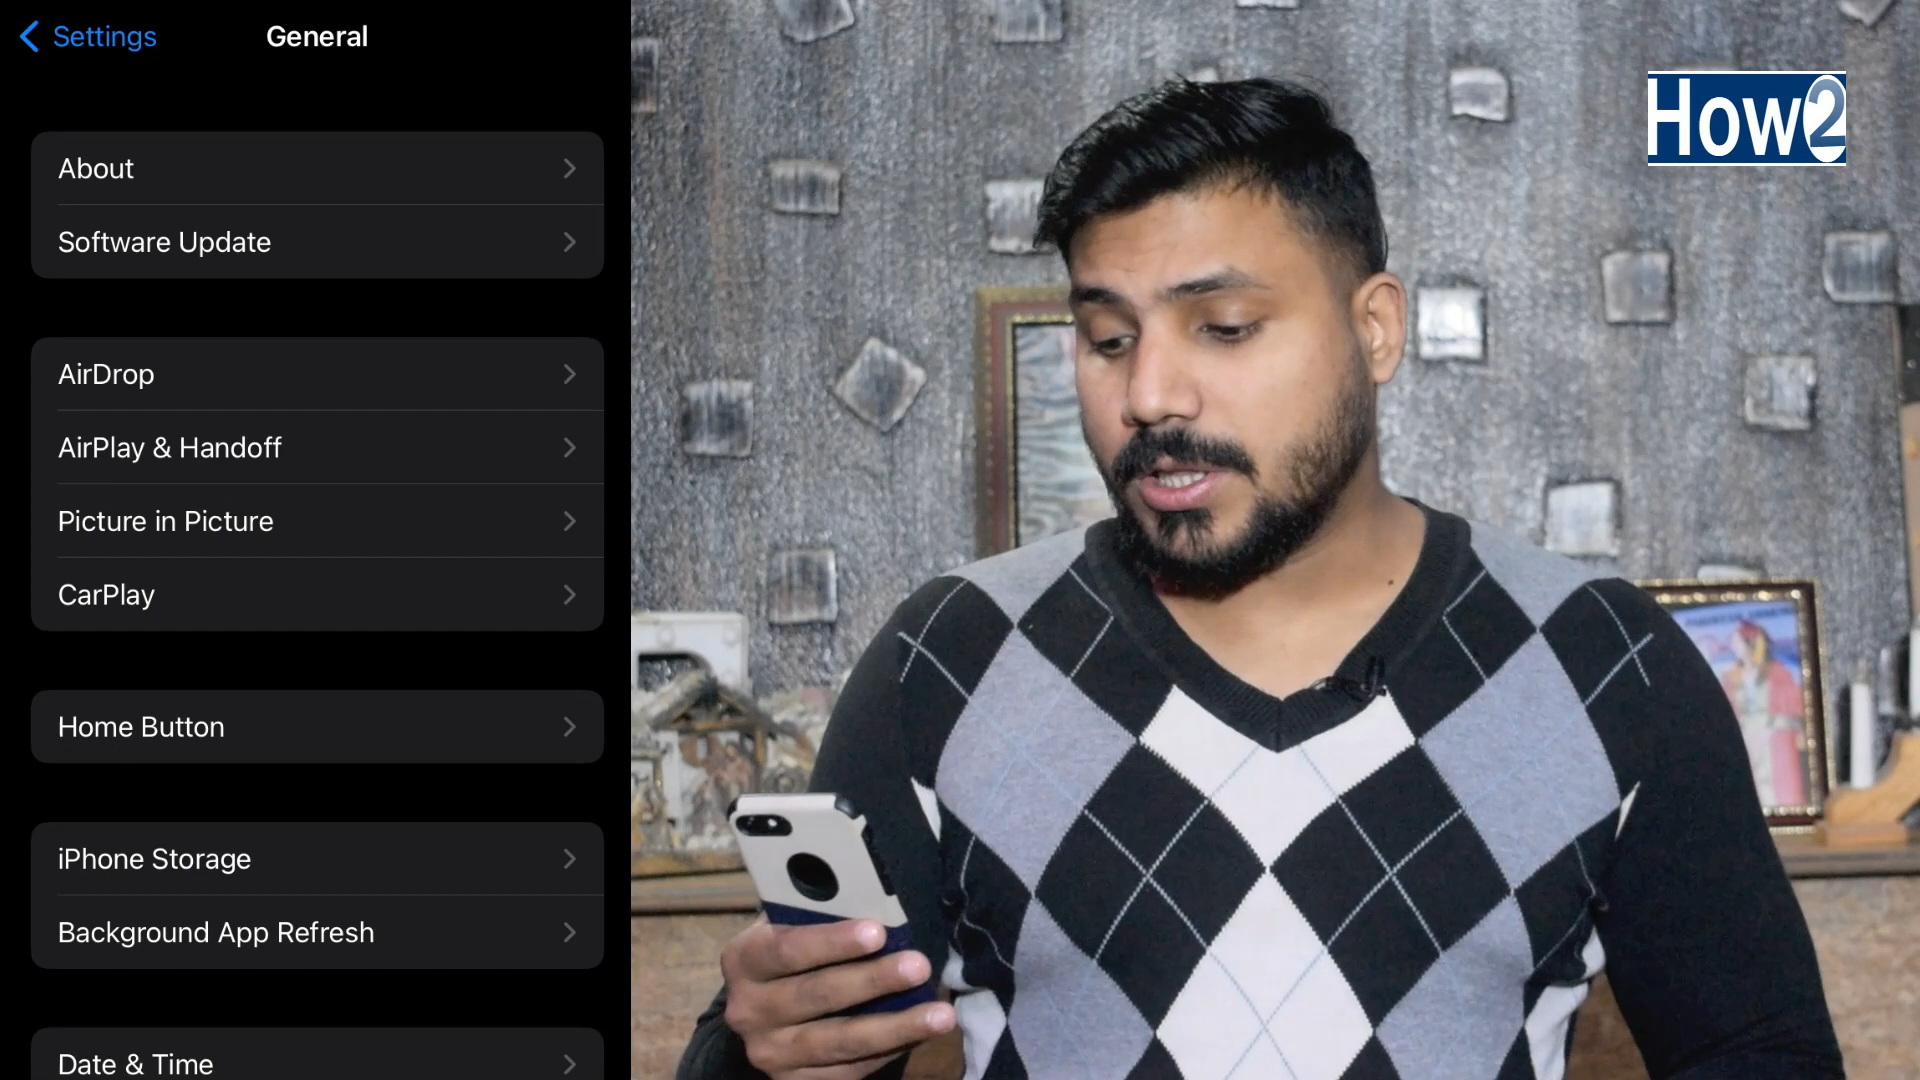 Settings
General
About
Software Update
AirDrop
AirPlay & Handoff
Picture in Picture
CarPlay
Home Button
iPhone Storage
Background App Refresh
Date & Time
How2